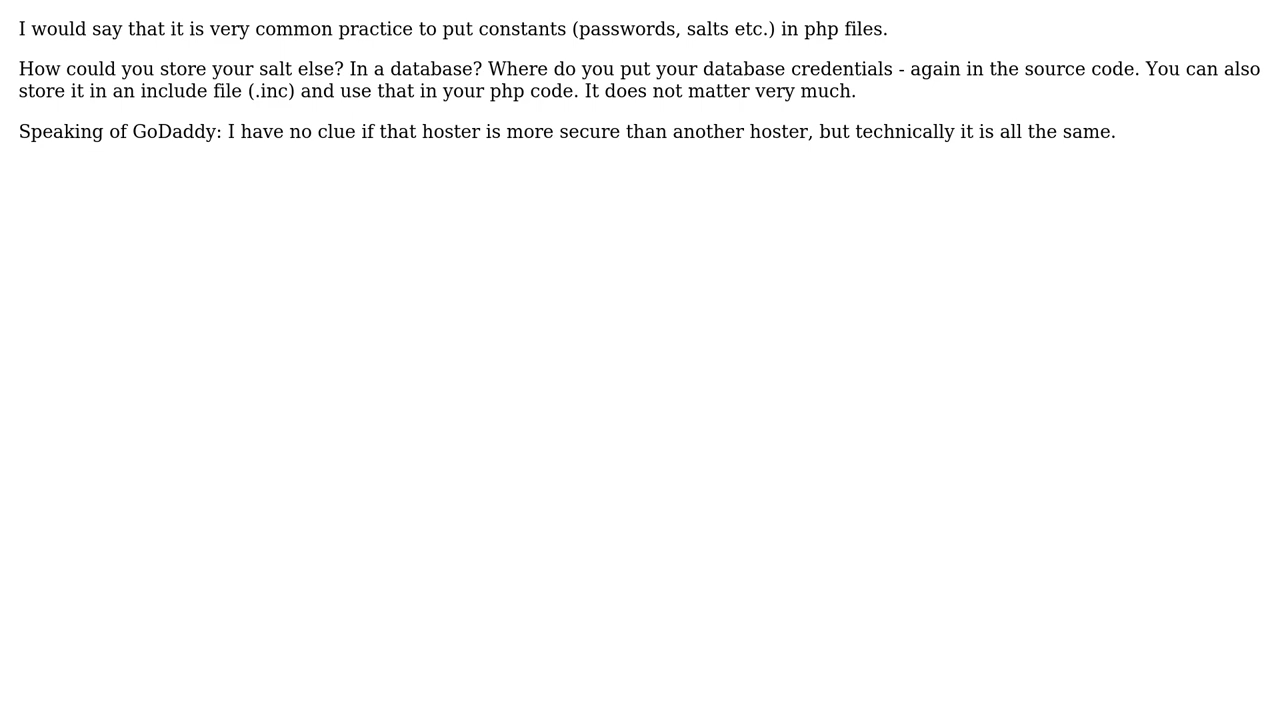 I would say that it is very common practice to put constants (passwords, salts etc.) in php files.
How could you store your salt else? In a database? Where do you put your database credentials - again in the source code. You can also
store it in an include file (.inc) and use that in your php code. It does not matter very much.
Speaking of GoDaddy: I have no clue if that hoster is more secure than another hoster, but technically it is all the same.